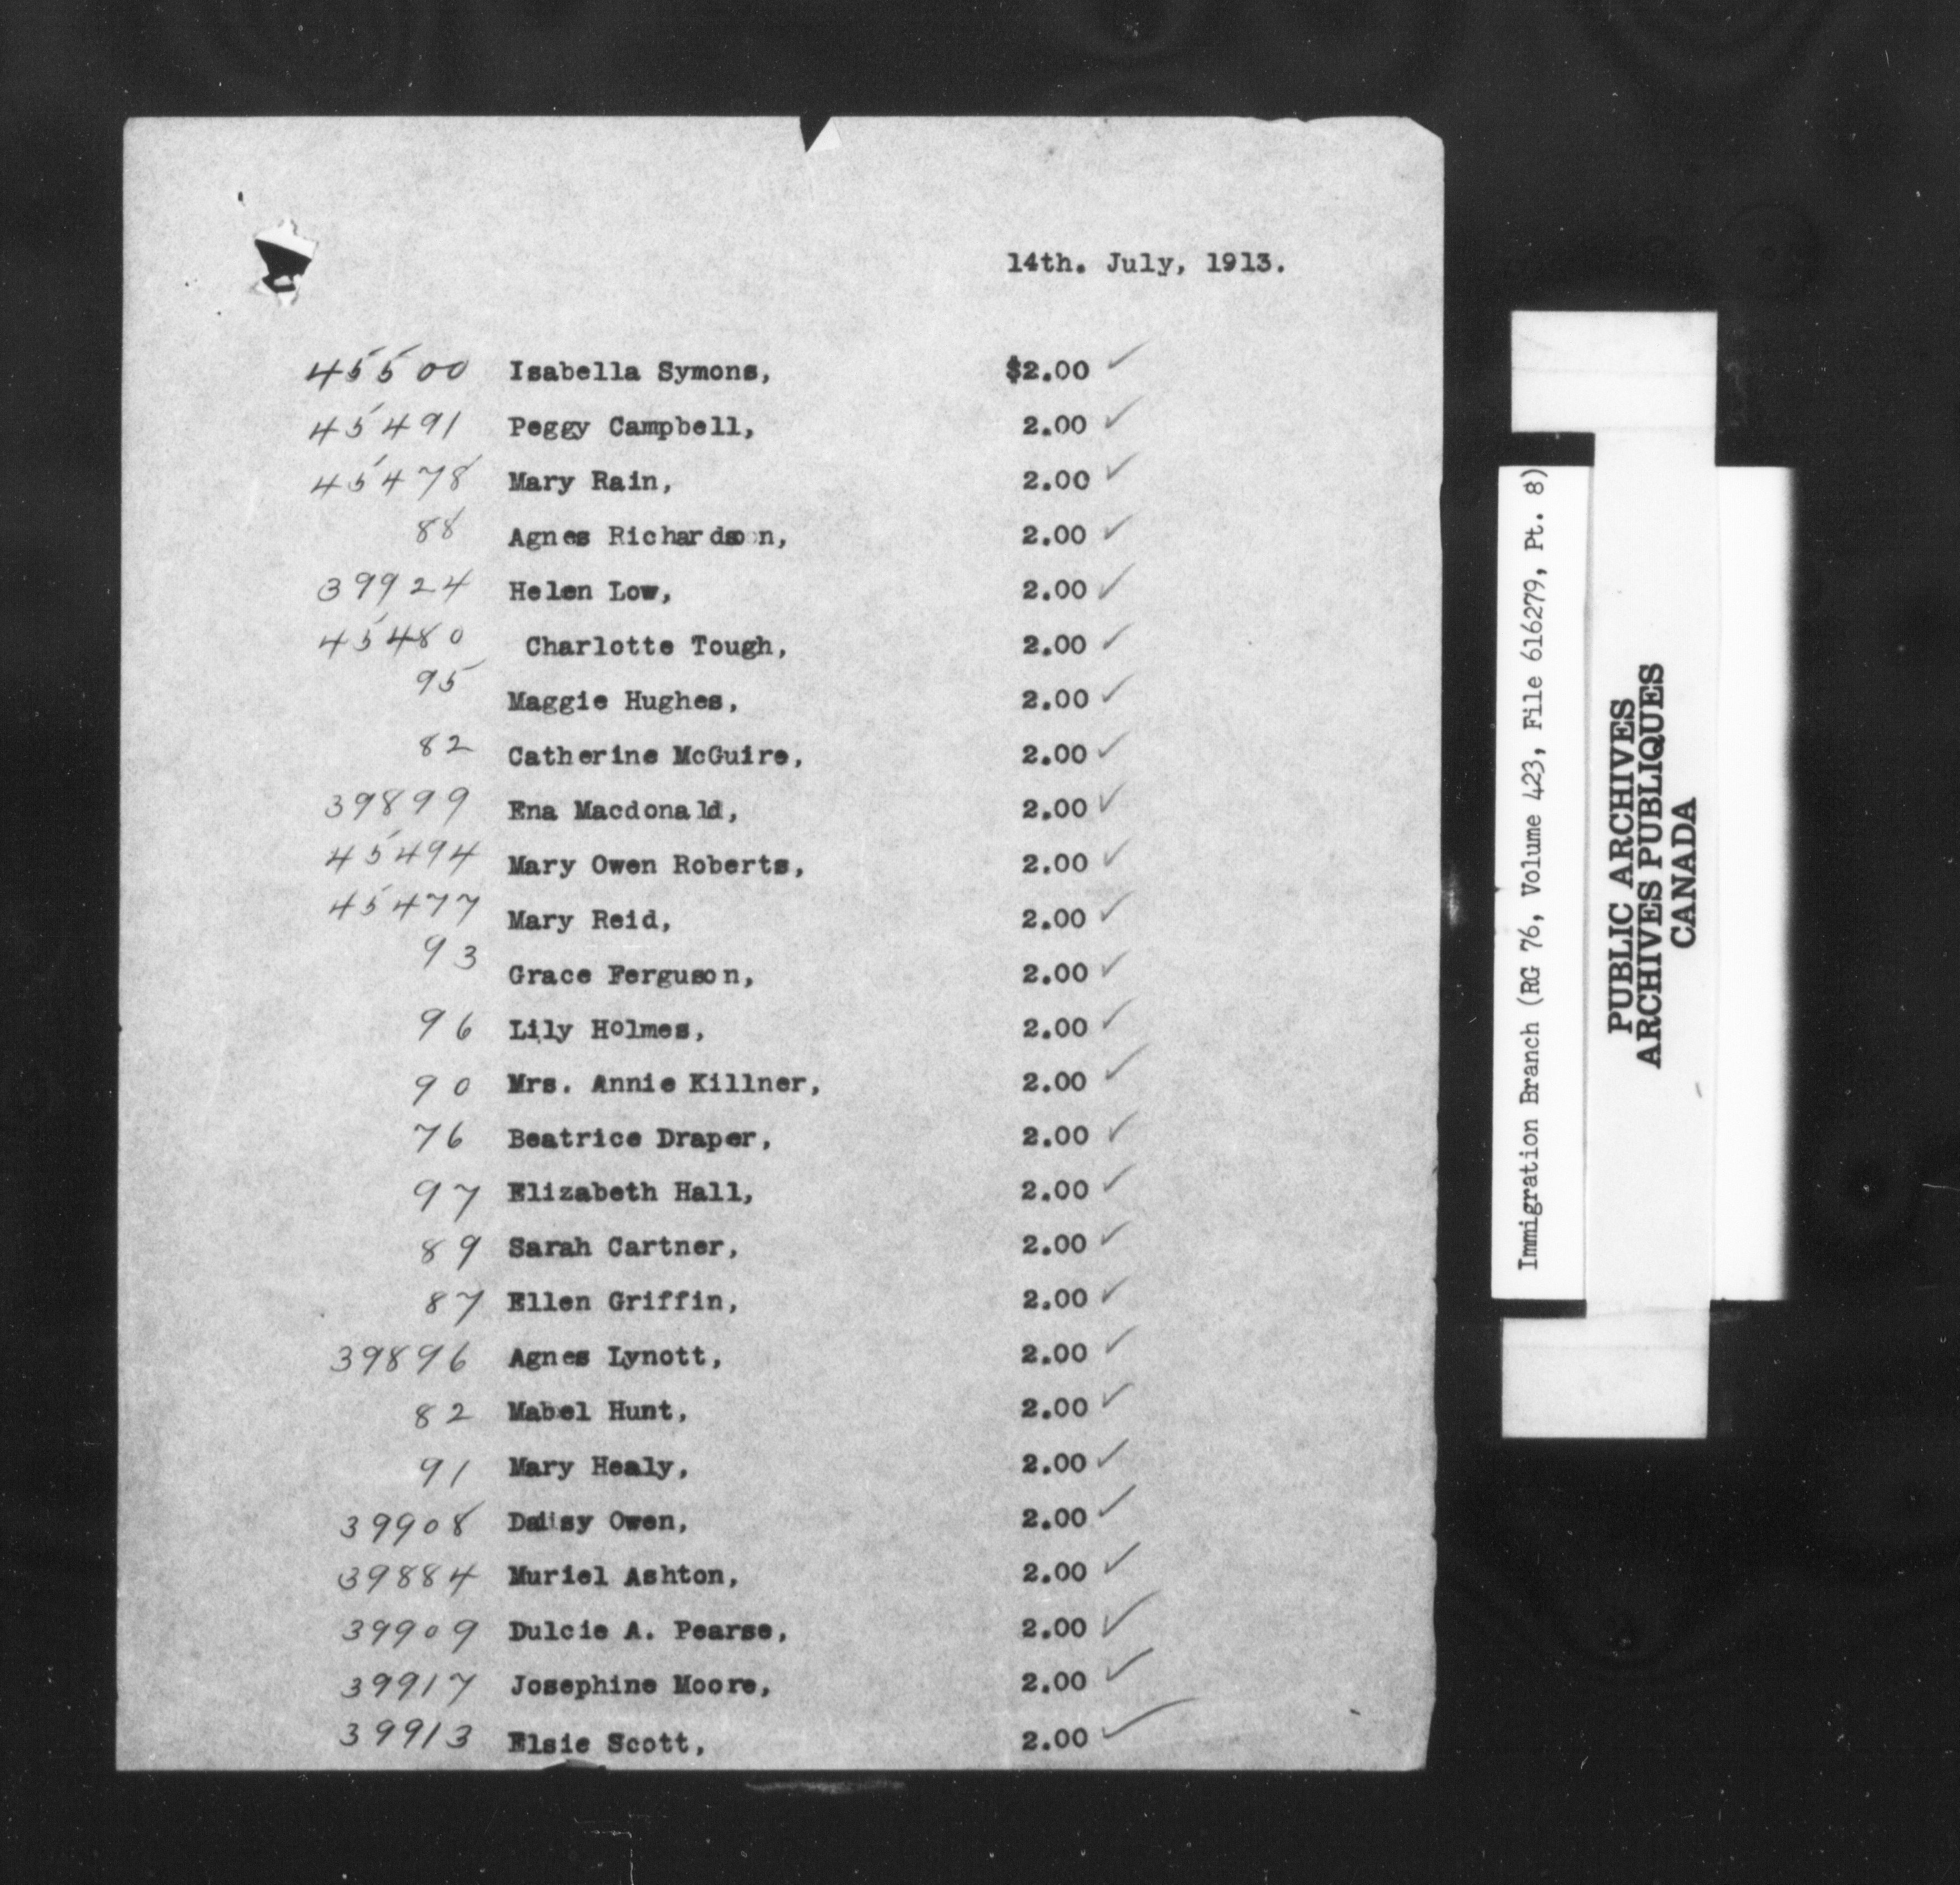 14th. July, 1913.
45500 Isabella Symons, $2.00 ✓
45491 Peggy Campbell, 2.00 ✓
45478 Mary Rain, 2.00 ✓
88 Agnes Richardson, 2.00 ✓
39924 Helen Low, 2.00 ✓
45480 Charlotte Tough, 2.00 ✓
95 Maggie Hughes, 2.00 ✓
82 Catherine McGuire, 2.00 ✓
39899 Ena Macdonald, 2.00 ✓
45494 Mary Owen Roberts, 2.00 ✓
45477 Mary Reid, 2.00 ✓
93 Grace Ferguson, 2.00 ✓
96 Lily Holmes, 2.00 ✓
90 Mrs. Annie Killner, 2.00 ✓
76 Beatrice Draper, 2.00 ✓
97 Elizabeth Hall, 2.00 ✓
89 Sarah Cartner, 2.00 ✓
87 Ellen Griffin, 2.00 ✓
39896 Agnes Lynott, 2.00 ✓
82 Mabel Hunt, 2.00 ✓
91 Mary Healy, 2.00 ✓
39908 Daisy Owen, 2.00 ✓
39884 Muriel Ashton, 2.00 ✓
39909 Dulcie A. Pearse, 2.00 ✓
39917 Josephine Moore, 2.00 ✓
39913 Elsie Scott, 2.00 ✓
Immigration Branch (RG 76, Volume 423, File 616279, Pt. 8)
PUBLIC ARCHIVES
ARCHIVES PUBLIQUES
CANADA